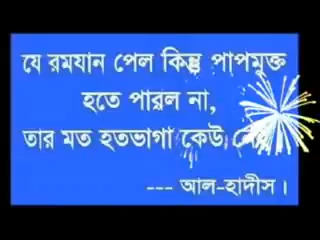 যে রমযান পেল কিন্তু পাপমুক্ত
হতে পারল না,
তার মত হতভাগা কেউ
--- আল-হাদীস।